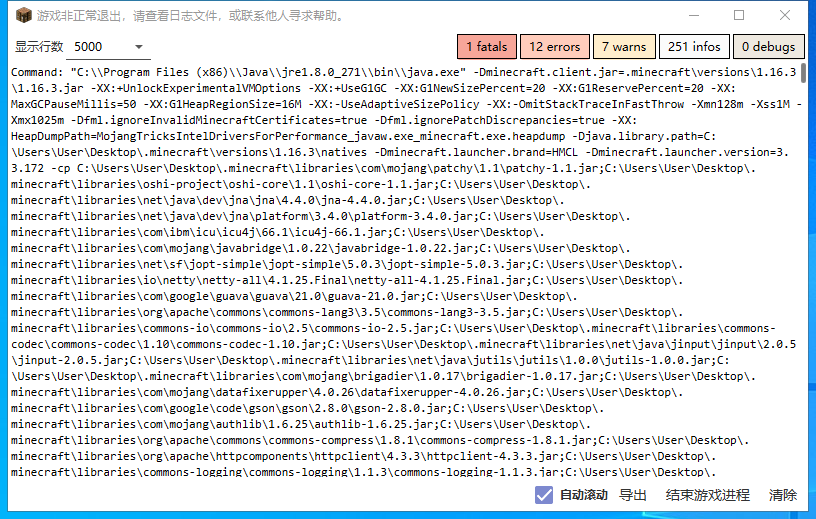 游戏非正常退出，请查看日志文件，或联系他人寻求帮助。
显示行数 5000 1 fatals 12 errors 7 warns 251 infos 0 debugs
Command: "C:\\Program Files (x86)\\Java\\jre1.8.0_271\\bin\\java.exe" -Dminecraft.client.jar=.minecraft\versions\1.16.3
\1.16.3.jar -XX:+UnlockExperimentalVMOptions -XX:+UseG1GC -XX:G1NewSizePercent=20 -XX:G1ReservePercent=20 -XX:
MaxGCPauseMillis=50 -XX:G1HeapRegionSize=16M -XX:-UseAdaptiveSizePolicy -XX:-OmitStackTraceInFastThrow -Xmn128m -Xss1M -
Xmx1025m -Dfml.ignoreInvalidMinecraftCertificates=true -Dfml.ignorePatchDiscrepancies=true -XX:
HeapDumpPath=MojangTricksIntelDriversForPerformance_javaw.exe_minecraft.exe.heapdump -Djava.library.path=C:
\Users\User\Desktop\.minecraft\versions\1.16.3\natives -Dminecraft.launcher.brand=HMCL -Dminecraft.launcher.version=3.
3.172 -cp C:\Users\User\Desktop\.minecraft\libraries\com\mojang\patchy\1.1\patchy-1.1.jar;C:\Users\User\Desktop\.
minecraft\libraries\oshi-project\oshi-core\1.1\oshi-core-1.1.jar;C:\Users\User\Desktop\.
minecraft\libraries\net\java\dev\jna\jna\4.4.0\jna-4.4.0.jar;C:\Users\User\Desktop\.
minecraft\libraries\net\java\dev\jna\platform\3.4.0\platform-3.4.0.jar;C:\Users\User\Desktop\.
minecraft\libraries\com\ibm\icu\icu4j\66.1\icu4j-66.1.jar;C:\Users\User\Desktop\.
minecraft\libraries\com\mojang\javabridge\1.0.22\javabridge-1.0.22.jar;C:\Users\User\Desktop\.
minecraft\libraries\net\sf\jopt-simple\jopt-simple\5.0.3\jopt-simple-5.0.3.jar;C:\Users\User\Desktop\.
minecraft\libraries\io\netty\netty-all\4.1.25.Final\netty-all-4.1.25.Final.jar;C:\Users\User\Desktop\.
minecraft\libraries\com\google\guava\guava\21.0\guava-21.0.jar;C:\Users\User\Desktop\.
minecraft\libraries\org\apache\commons\commons-lang3\3.5\commons-lang3-3.5.jar;C:\Users\User\Desktop\.
minecraft\libraries\commons-io\commons-io\2.5\commons-io-2.5.jar;C:\Users\User\Desktop\.minecraft\libraries\commons-
codec\commons-codec\1.10\commons-codec-1.10.jar;C:\Users\User\Desktop\.minecraft\libraries\net\java\jinput\jinput\2.0.5
\jinput-2.0.5.jar;C:\Users\User\Desktop\.minecraft\libraries\net\java\jutils\jutils\1.0.0\jutils-1.0.0.jar;C:
\Users\User\Desktop\.minecraft\libraries\com\mojang\brigadier\1.0.17\brigadier-1.0.17.jar;C:\Users\User\Desktop\.
minecraft\libraries\com\mojang\datafixerupper\4.0.26\datafixerupper-4.0.26.jar;C:\Users\User\Desktop\.
minecraft\libraries\com\google\code\gson\gson\2.8.0\gson-2.8.0.jar;C:\Users\User\Desktop\.
minecraft\libraries\com\mojang\authlib\1.6.25\authlib-1.6.25.jar;C:\Users\User\Desktop\.
minecraft\libraries\org\apache\commons\commons-compress\1.8.1\commons-compress-1.8.1.jar;C:\Users\User\Desktop\.
minecraft\libraries\org\apache\httpcomponents\httpclient\4.3.3\httpclient-4.3.3.jar;C:\Users\User\Desktop\.
minecraft\libraries\commons-logging\commons-logging\1.1.3\commons-logging-1.1.3.jar;C:\Users\User\Desktop\.
自动滚动 导出 结束游戏进程 清除